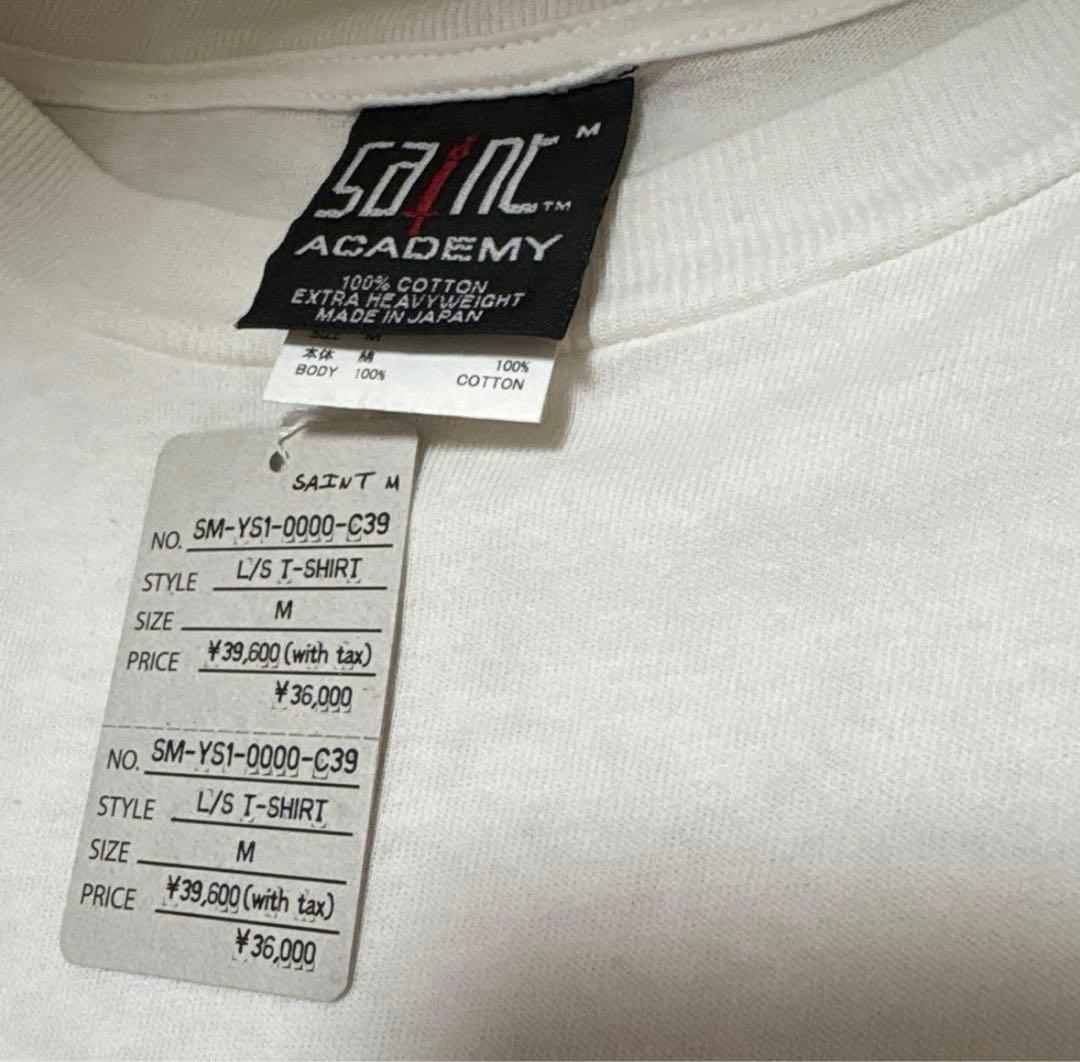 saint™ M
ACADEMY
100% COTTON
EXTRA HEAVYWEIGHT
MADE IN JAPAN
SIZE M
本体 綿 100%
BODY 100% COTTON
SAINT M
NO. SM-YS1-0000-C39
STYLE L/S T-SHIRT
SIZE M
PRICE ¥39,600(with tax)
¥36,000
NO. SM-YS1-0000-C39
STYLE L/S T-SHIRT
SIZE M
PRICE ¥39,600(with tax)
¥36,000